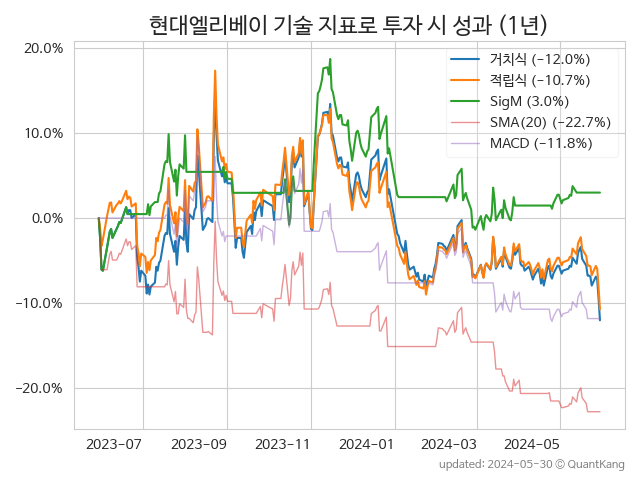 현대엘리베이 기술 지표로 투자 시 성과 (1년)
20.0%
10.0%
0.0%
−10.0%
−20.0%
거치식 (−12.0%)
적립식 (−10.7%)
SigM (3.0%)
SMA(20) (−22.7%)
MACD (−11.8%)
2023−07
2023−09
2023−11
2024−01
2024−03
2024−05
updated: 2024-05-30 © QuantKang